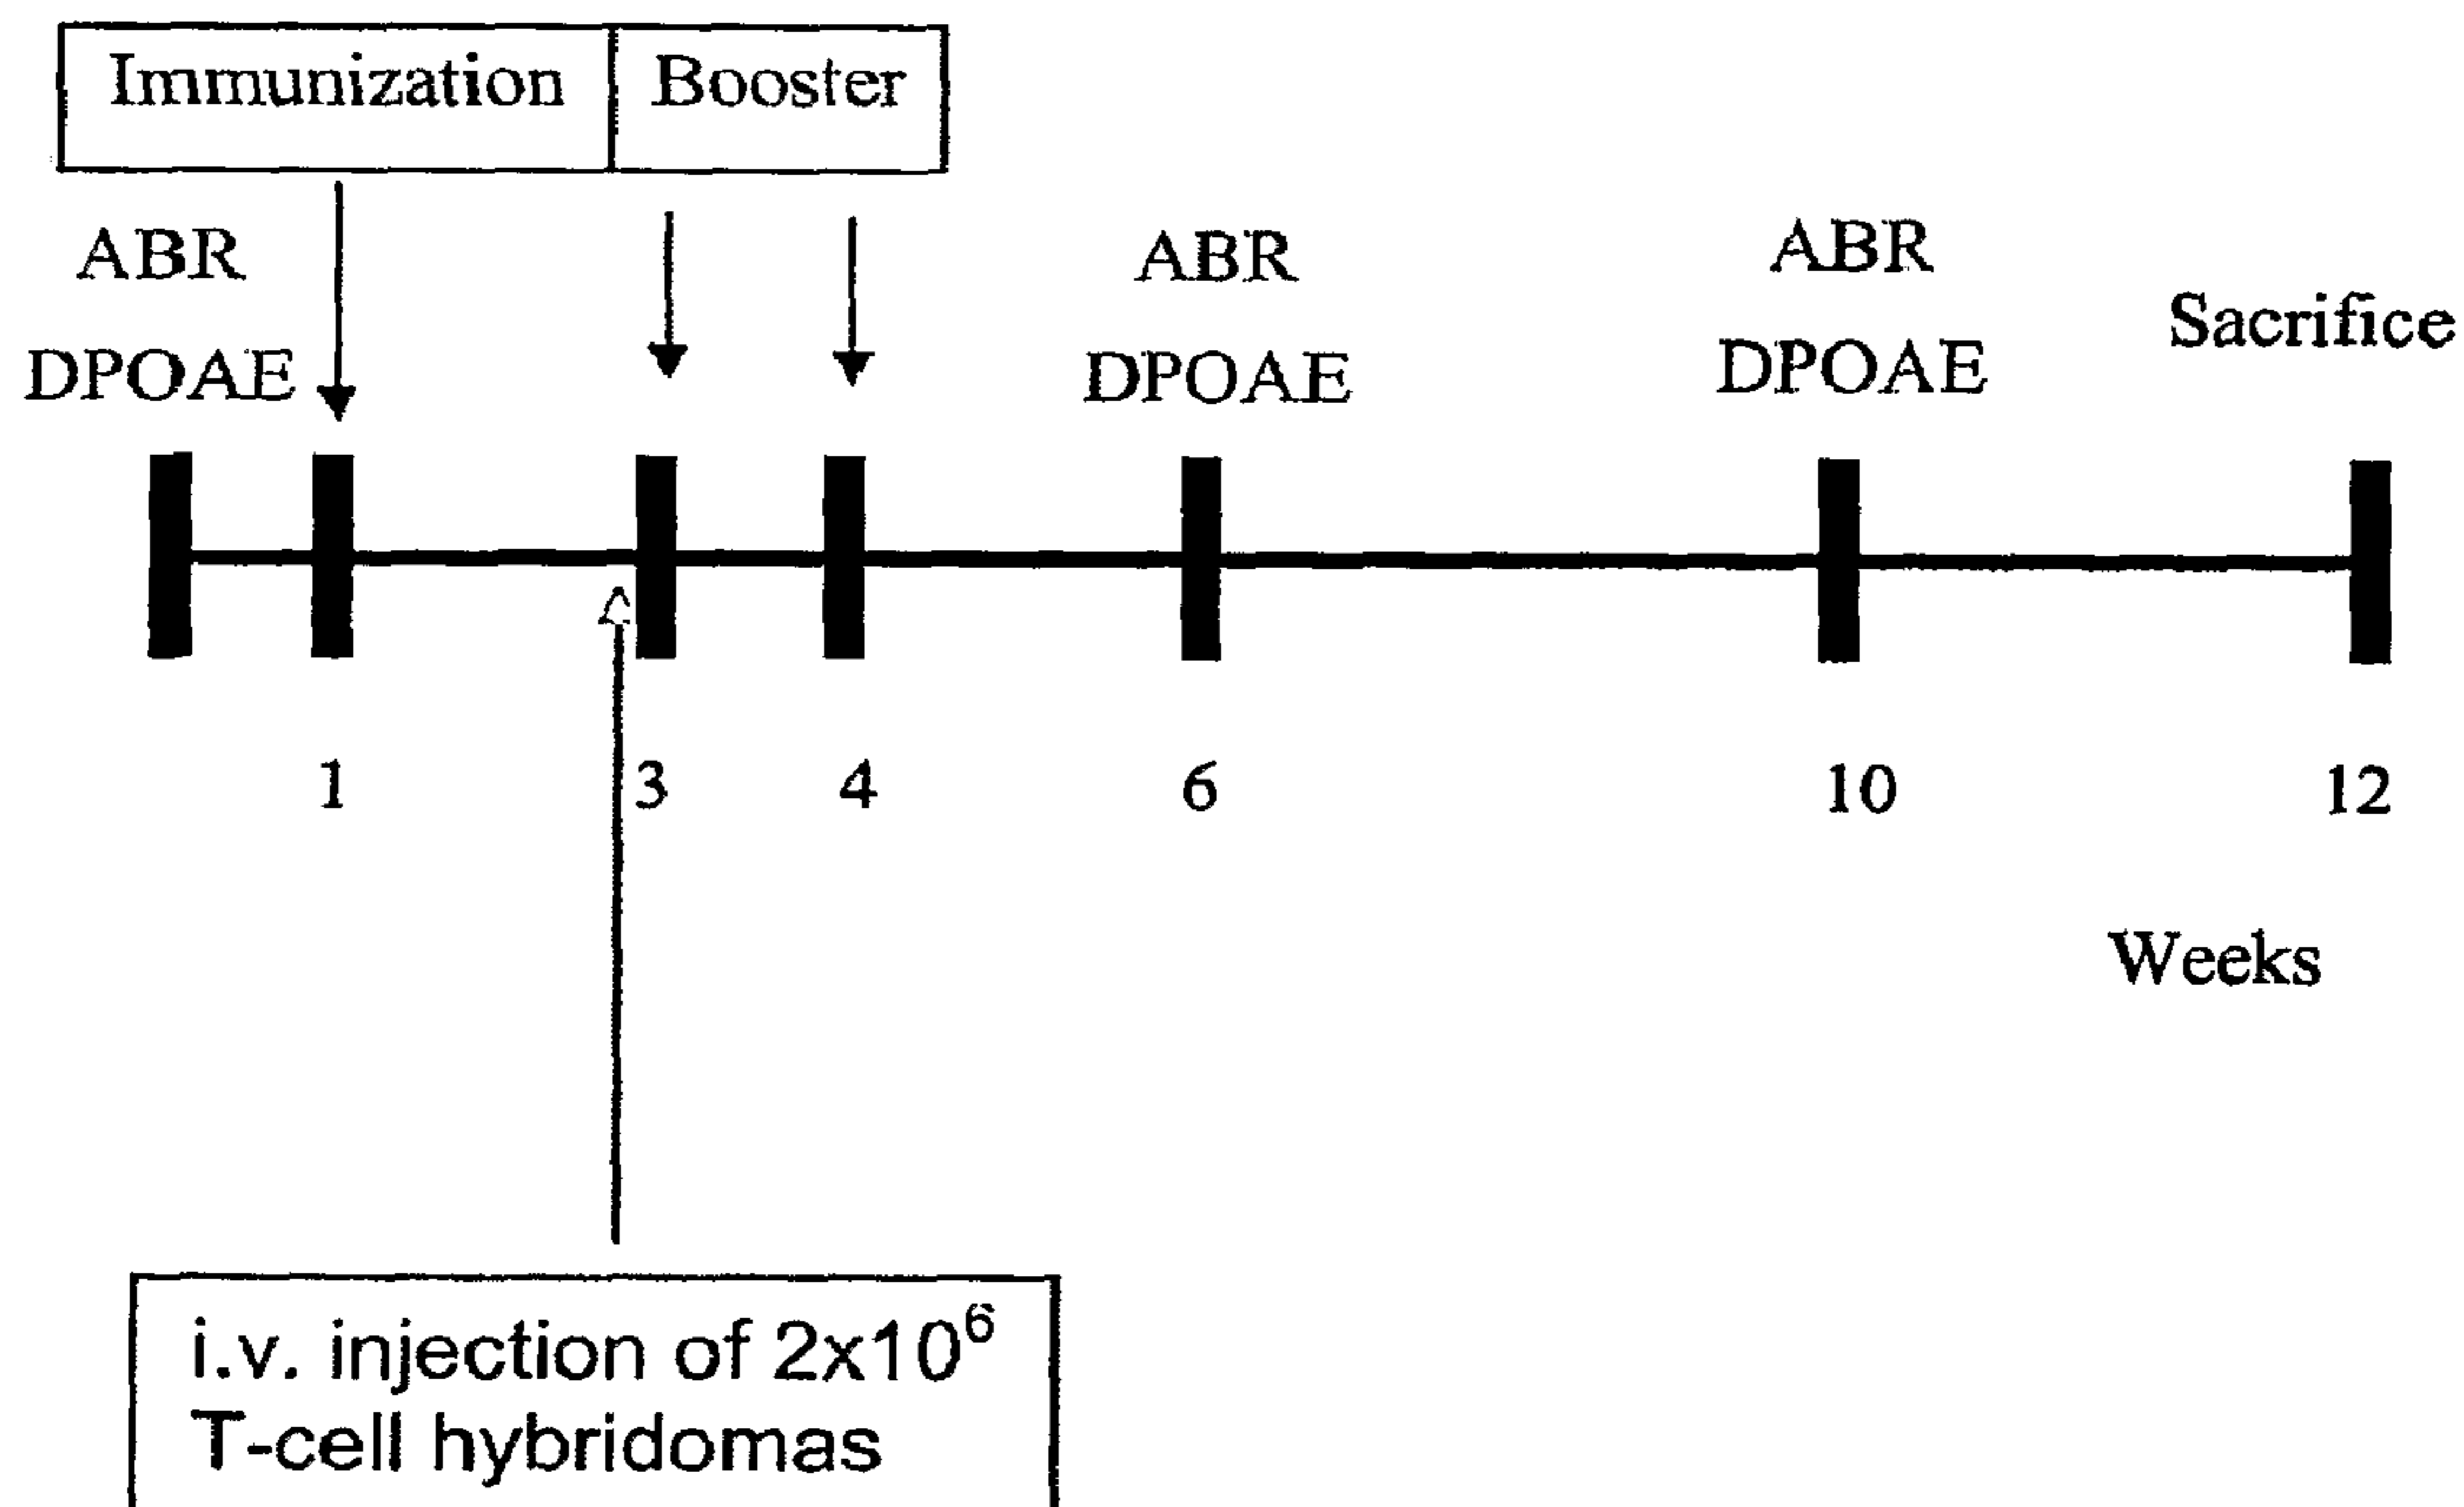 Immunization Booster
ABR ABR ABR
Sacrifice
DPOAE DPOAE DPOAE
1 3 4 6 10 12
Weeks
i.v. injection of 2x10⁶
T-cell hybridomas